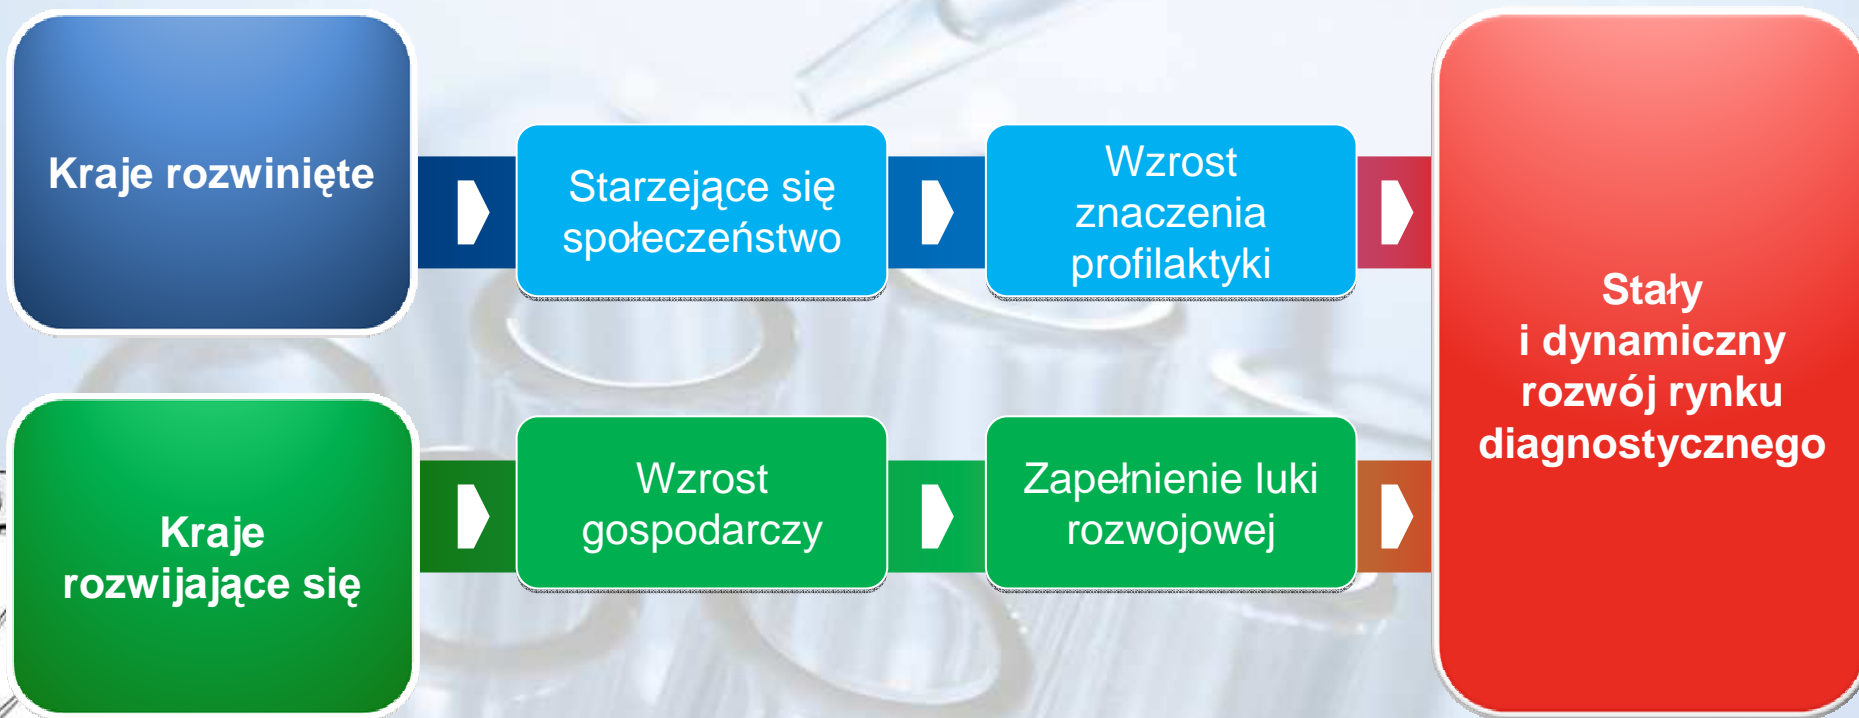 Kraje rozwinięte
Starzejące się
społeczeństwo
Wzrost
znaczenia
profilaktyki
Kraje
rozwijające się
Wzrost
gospodarczy
Zapełnienie luki
rozwojowej
Stały
i dynamiczny
rozwój rynku
diagnostycznego